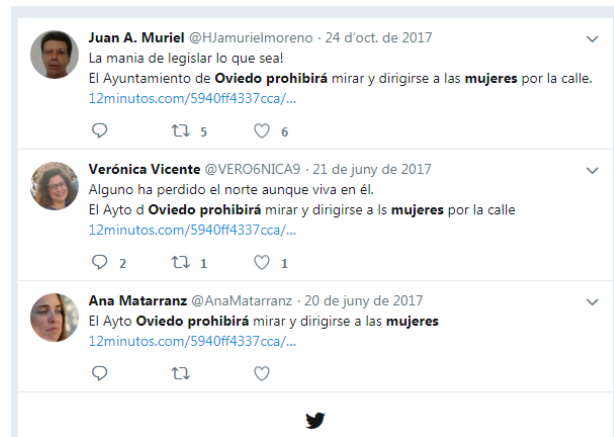 Juan A. Muriel @HJamurielmoreno · 24 d'oct. de 2017
La mania de legislar lo que sea!
El Ayuntamiento de Oviedo prohibirá mirar y dirigirse a las mujeres por la calle.
12minutos.com/5940ff4337cca/...
5 6
Verónica Vicente @VERO6NICA9 · 21 de juny de 2017
Alguno ha perdido el norte aunque viva en él.
El Ayto d Oviedo prohibirá mirar y dirigirse a ls mujeres por la calle
12minutos.com/5940ff4337cca/...
2 1 1
Ana Matarranz @AnaMatarranz · 20 de juny de 2017
El Ayto Oviedo prohibirá mirar y dirigirse a las mujeres
12minutos.com/5940ff4337cca/...